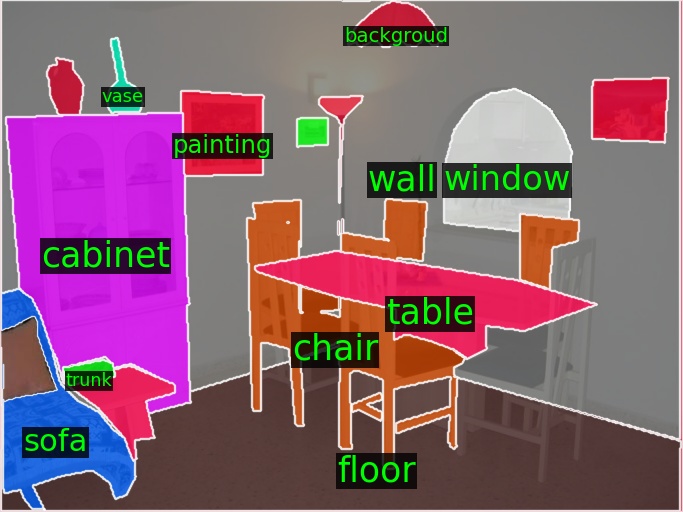 backgroud
vase
painting
wall
window
cabinet
table
chair
trunk
sofa
floor